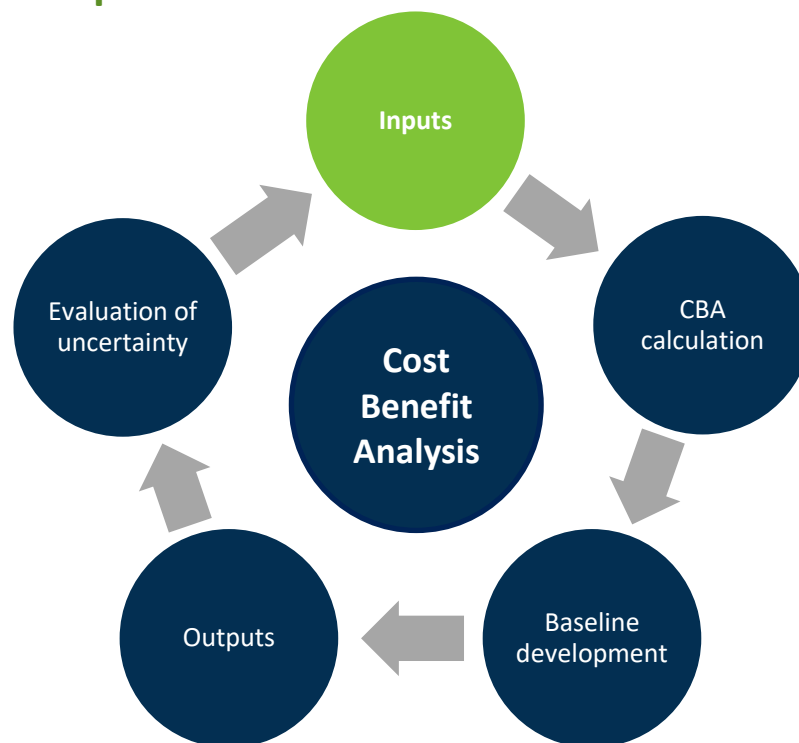 Inputs
CBA
calculation
Baseline
development
Outputs
Evaluation of
uncertainty
Cost
Benefit
Analysis